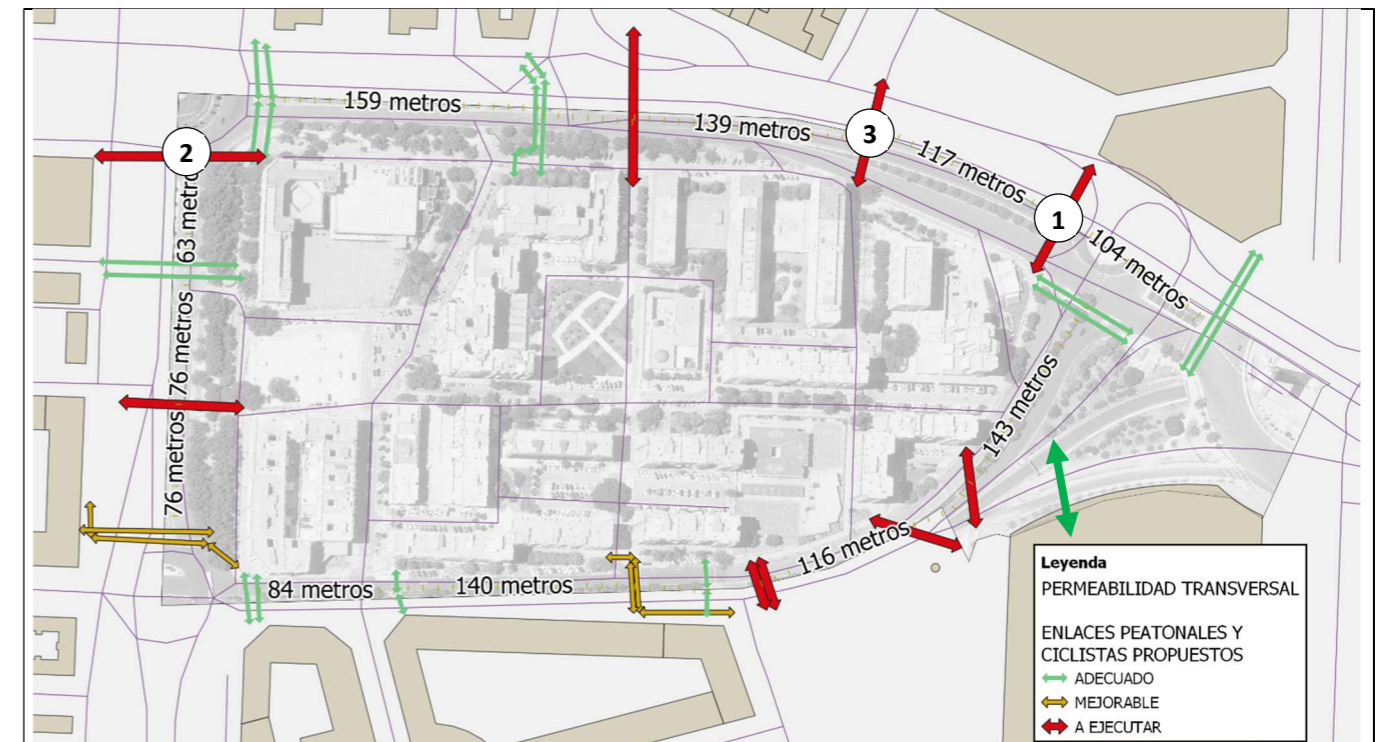 159 metros
139 metros
3
117 metros
2
63 metro
1
104 metros
76 metros
76 metros
143 metros
116 metros
84 metros
140 metros
Leyenda
PERMEABILIDAD TRANSVERSAL
ENLACES PEATONALES Y
CICLISTAS PROPUESTOS
ADECUADO
MEJORABLE
A EJECUTAR